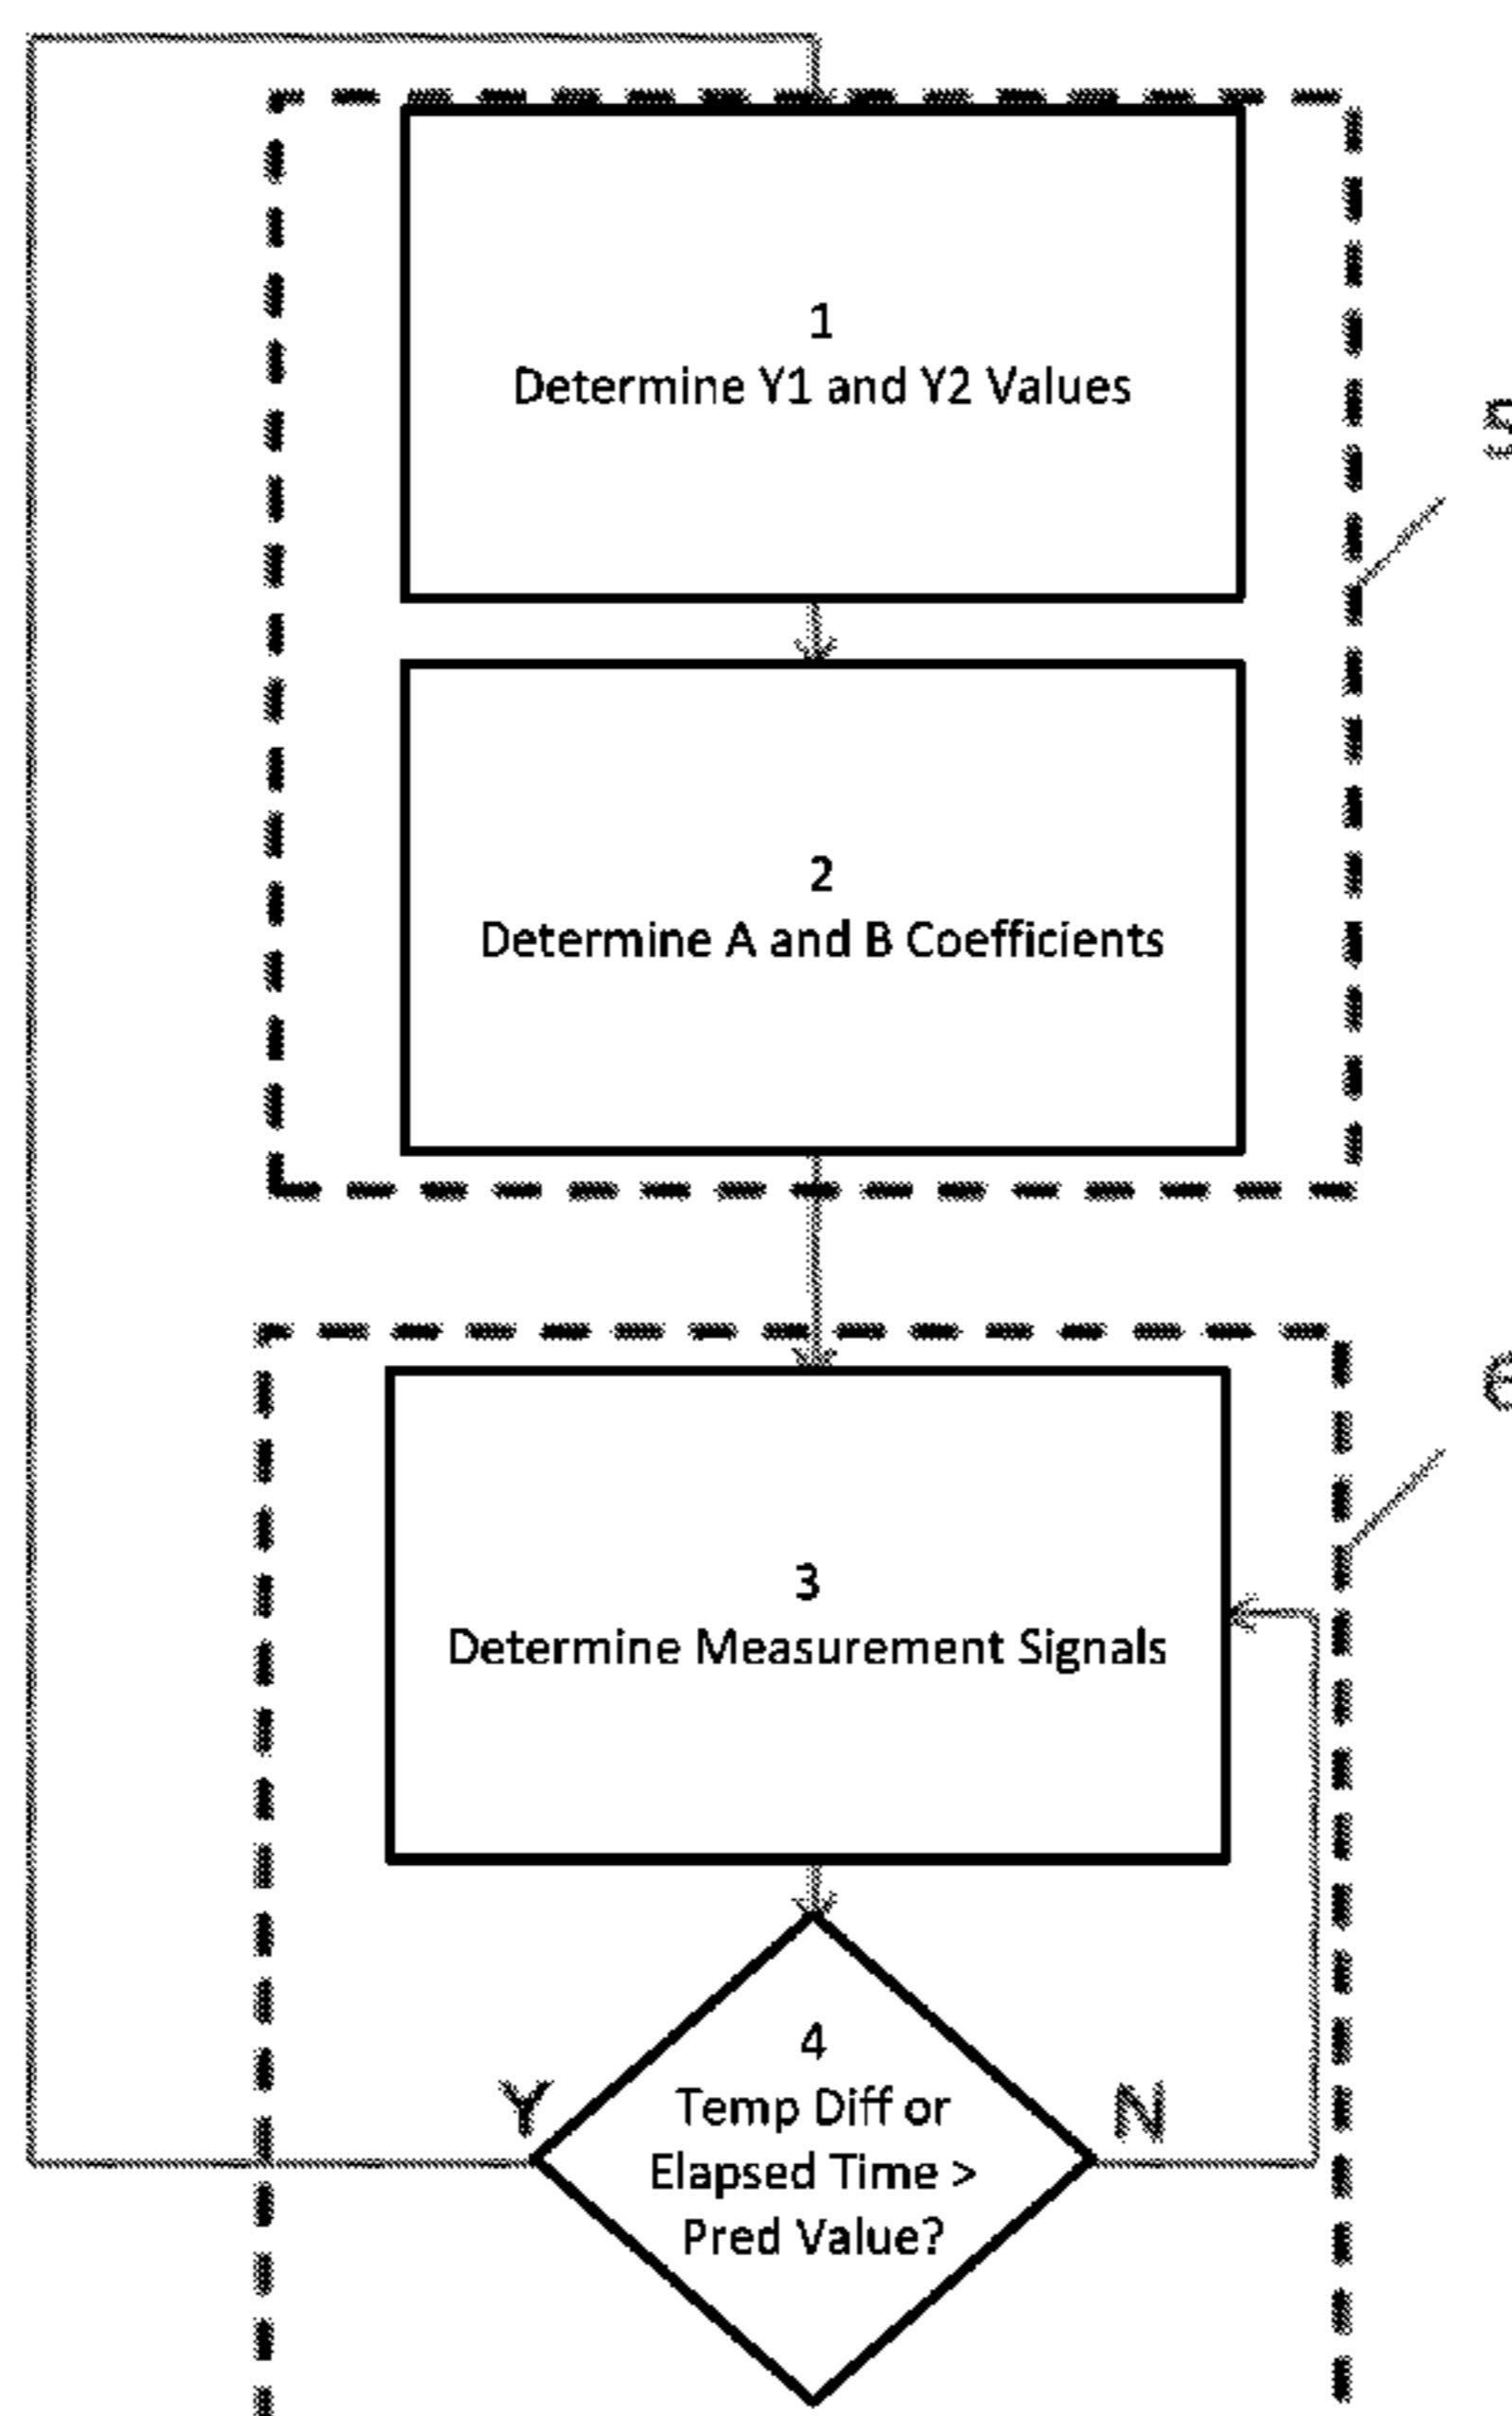 1
Determine Y1 and Y2 Values
2
Determine A and B Coefficients
3
Determine Measurement Signals
4
Temp Diff or
Elapsed Time >
Pred Value?
Y
N